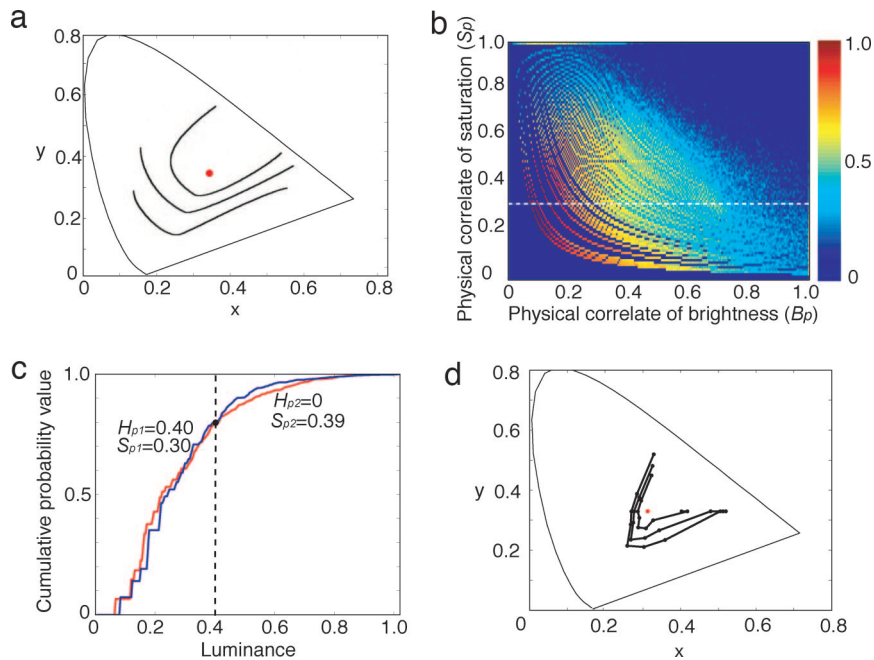 a
0.8
0.6
y 0.4
0.2
0
0.2 0.4 0.6 0.8
x
b
Physical correlate of saturation (Sp)
1.0
0.8
0.6
0.4
0.2
0
0 0.2 0.4 0.6 0.8 1.0
Physical correlate of brightness (Bp)
1.0
0.5
0
c
Cumulative probability value
1.0
0.5
0
Hp1=0.40
Sp1=0.30
Hp2=0
Sp2=0.39
0 0.2 0.4 0.6 0.8 1.0
Luminance
d
0.8
0.6
y 0.4
0.2
0
0 0.2 0.4 0.6 0.8
x